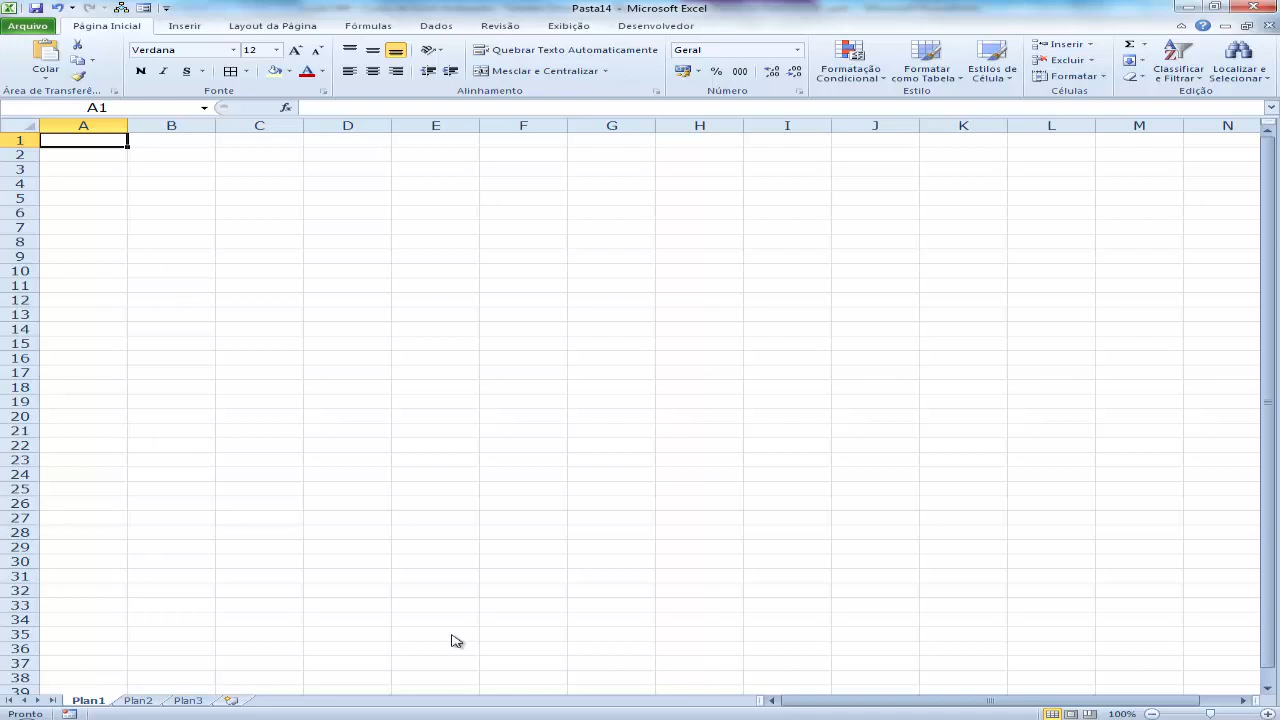 Pasta14 - Microsoft Excel
Arquivo Página Inicial Inserir Layout da Página Fórmulas Dados Revisão Exibição Desenvolvedor
Colar
Área de Transferê...
Verdana 12
N I S A
Fonte
Quebrar Texto Automaticamente
Mesclar e Centralizar
Alinhamento
Geral
% 000
Número
Formatação Condicional
Formatar como Tabela
Estilos de Célula
Estilo
Inserir
Excluir
Formatar
Células
Σ
Classificar e Filtrar
Localizar e Selecionar
Edição
A1 fx
A B C D E F G H I J K L M N
1
2
3
4
5
6
7
8
9
10
11
12
13
14
15
16
17
18
19
20
21
22
23
24
25
26
27
28
29
30
31
32
33
34
35
36
37
38
39
Plan1 Plan2 Plan3
Pronto 100%